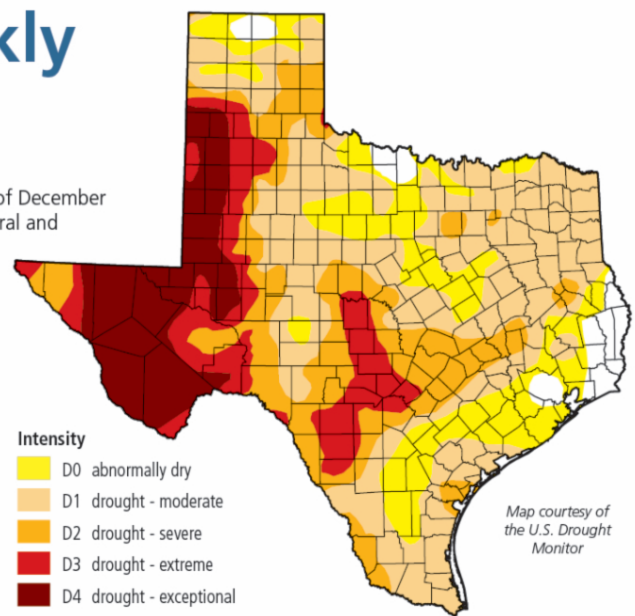 kly
of December
ral and
Intensity
D0 abnormally dry
D1 drought - moderate
D2 drought - severe
D3 drought - extreme
D4 drought - exceptional
Map courtesy of
the U.S. Drought
Monitor